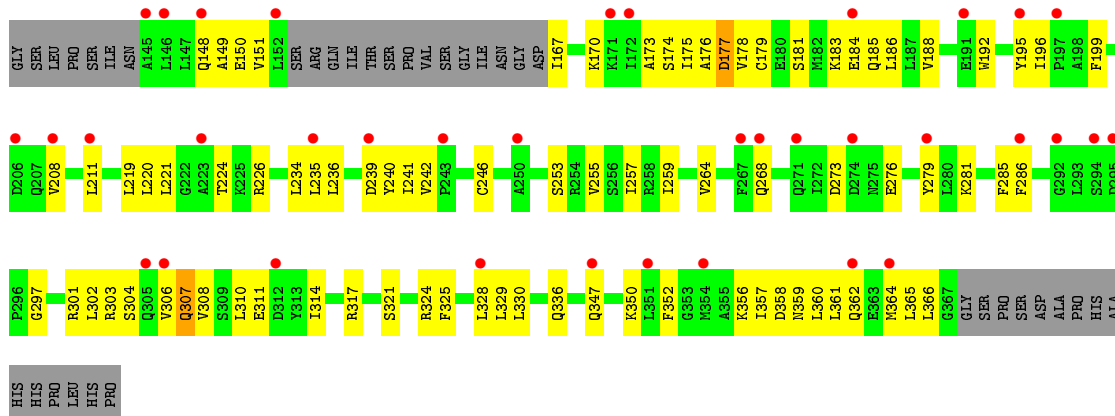 GLY SER LEU PRO SER ILE ASN A145 L146 L147 Q148 A149 E150 V151 L152 SER ARG GLN ILE THR SER PRO VAL SER GLY ILE ASN GLY ASP I167 K170 K171 I172 A173 S174 I175 A176 D177 V178 C179 E180 S181 M182 K183 E184 Q185 L186 L187 V188 E191 W192 Y195 I196 P197 A198 F199
D206 Q207 V208 L211 L219 L220 L221 G222 A223 T224 K225 R226 L234 L235 L236 D239 Y240 I241 V242 P243 C246 A250 S253 R254 V255 S256 I257 R258 I259 V264 F267 Q268 Q271 I272 D273 D274 N275 E276 Y279 L280 K281 F285 F286 G292 L293 S294 D295
P296 G297 R301 L302 R303 S304 Q305 V306 Q307 V308 S309 L310 E311 D312 Y313 I314 R317 S321 R324 F325 L328 L329 L330 Q336 Q347 K350 L351 F352 G353 M354 A355 K356 I357 D358 N359 L360 L361 Q362 E363 M364 L365 L366 G367 GLY SER PRO SER ASP ALA PRO HIS ALA
HIS HIS PRO LEU HIS PRO